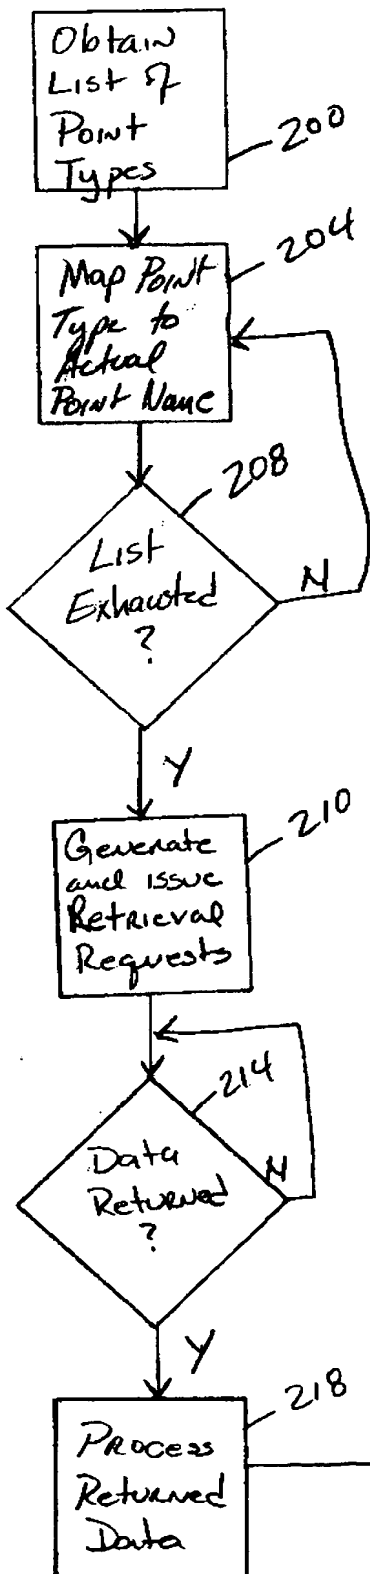 Obtain
List of
Point
Types
200
204
Map Point
Type to
Actual
Point Name
208
List
Exhausted
?
N
Y
210
Generate
and issue
Retrieval
Requests
214
Data
Returned
?
N
Y
218
Process
Returned
Data